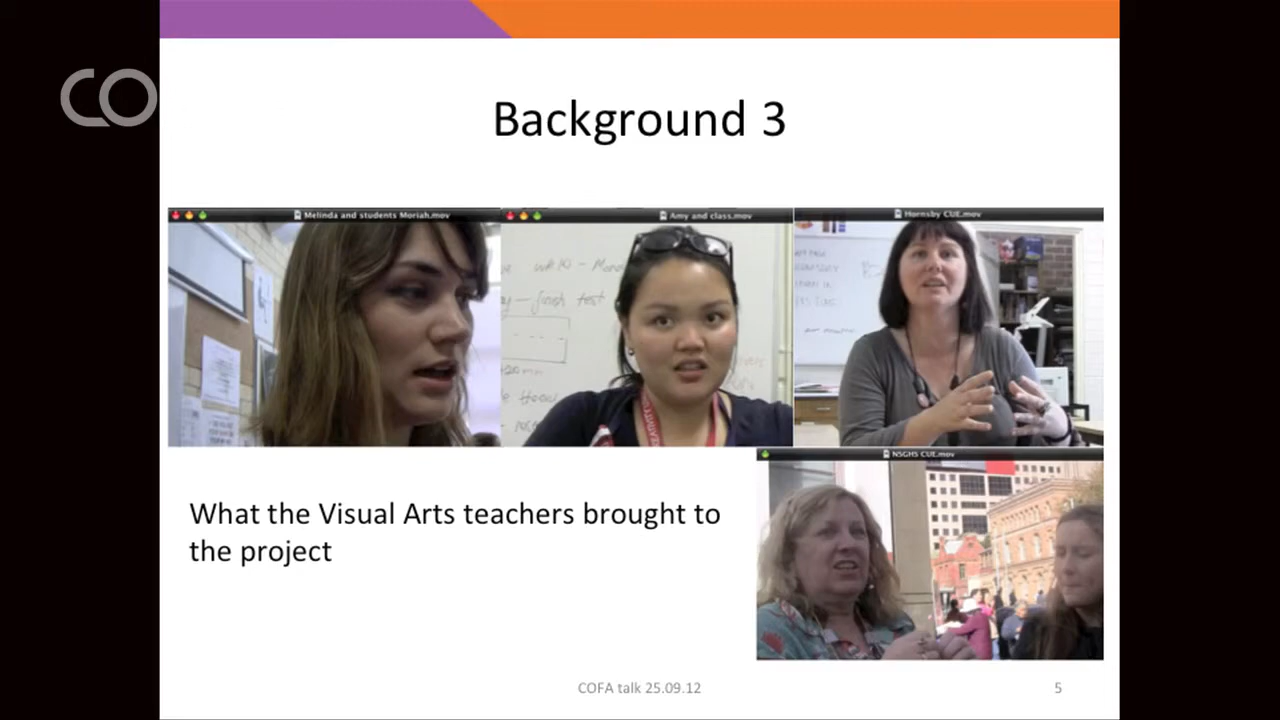 CO
Background 3
Melinda and students Moriah.mov
Amy and class.mov
Hornsby CUE.mov
NSGHS CUE.mov
What the Visual Arts teachers brought to
the project
COFA talk 25.09.12
5